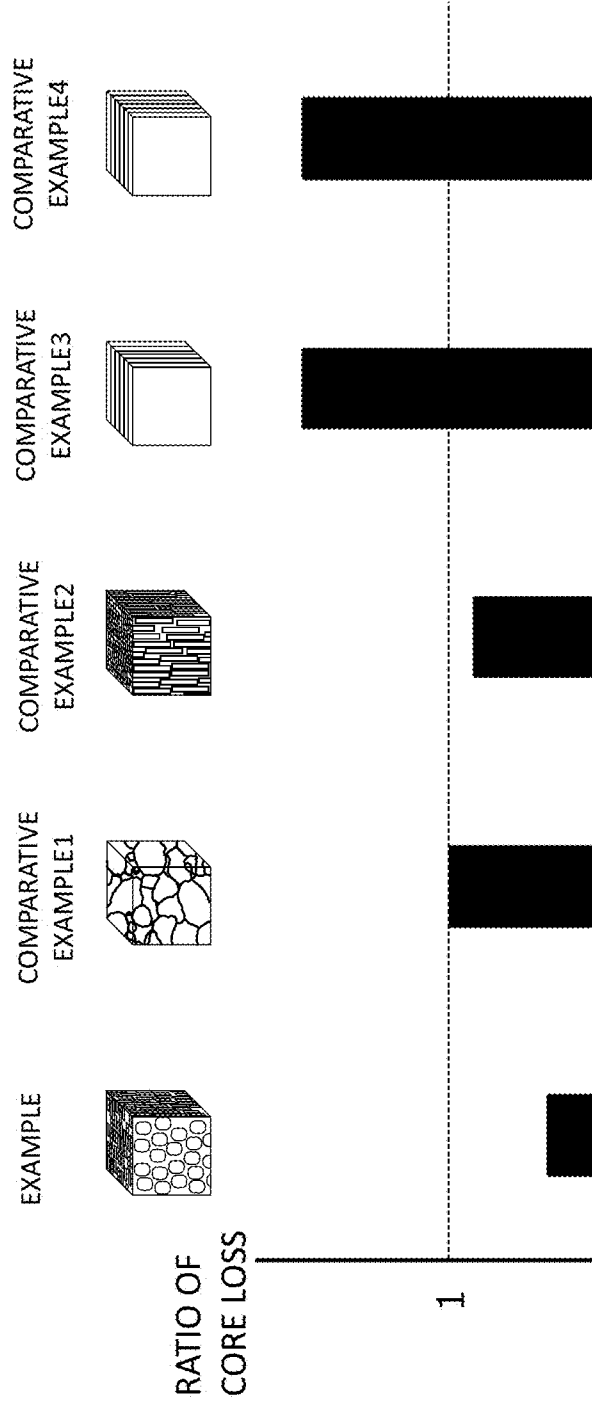 EXAMPLE
COMPARATIVE
EXAMPLE1
COMPARATIVE
EXAMPLE2
COMPARATIVE
EXAMPLE3
COMPARATIVE
EXAMPLE4
RATIO OF
CORE LOSS
1